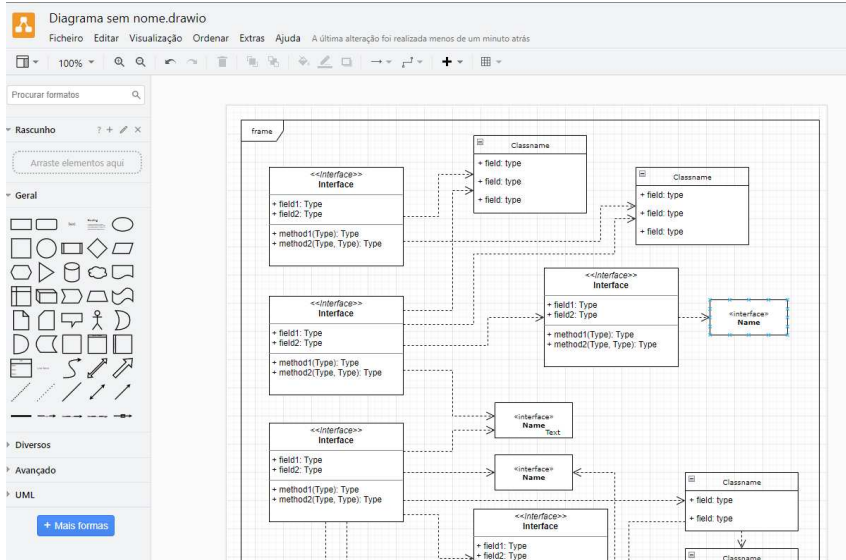 Diagrama sem nome.drawio
Ficheiro Editar Visualização Ordenar Extras Ajuda A última alteração foi realizada menos de um minuto atrás
100%
Procurar formatos
Rascunho ?
Arraste elementos aqui
Geral
Text
Diversos
Avançado
UML
+ Mais formas
frame
<<Interface>>
Interface
+ field1: Type
+ field2: Type
+ method1(Type): Type
+ method2(Type, Type): Type
Classname
+ field: type
+ field: type
+ field: type
Classname
+ field: type
+ field: type
+ field: type
<<Interface>>
Interface
+ field1: Type
+ field2: Type
+ method1(Type): Type
+ method2(Type, Type): Type
<<Interface>>
Interface
+ field1: Type
+ field2: Type
+ method1(Type): Type
+ method2(Type, Type): Type
«interface»
Name
«interface»
Name
Text
<<Interface>>
Interface
+ field1: Type
+ field2: Type
+ method1(Type): Type
+ method2(Type, Type): Type
«interface»
Name
Classname
+ field: type
+ field: type
<<Interface>>
Interface
+ field1: Type
+ field2: Type
Classname